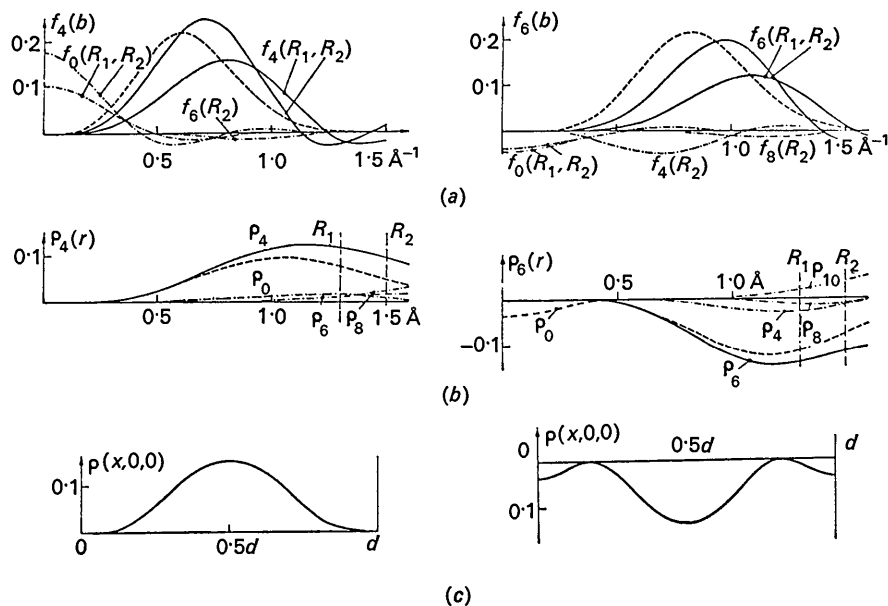 f₄(b)
0·2
0·1
f₀(R₁,R₂)
f₄(R₁,R₂)
f₆(R₂)
0·5
1·0
1·5 Å⁻¹
f₆(b)
0·2
0·1
f₆(R₁,R₂)
f₀(R₁,R₂)
f₄(R₂)
f₈(R₂)
1·0
1·5 Å⁻¹
(a)
ρ₄(r)
0·1
ρ₄
ρ₀
R₁
R₂
ρ₆
ρ₈
0·5
1·0
1·5 Å
ρ₆(r)
0·5
1·0 Å
R₁
R₂
ρ₁₀
ρ₀
ρ₄
ρ₈
−0·1
ρ₆
(b)
ρ(x,0,0)
0·1
0
0·5d
d
0
ρ(x,0,0)
0·5d
d
0·1
(c)